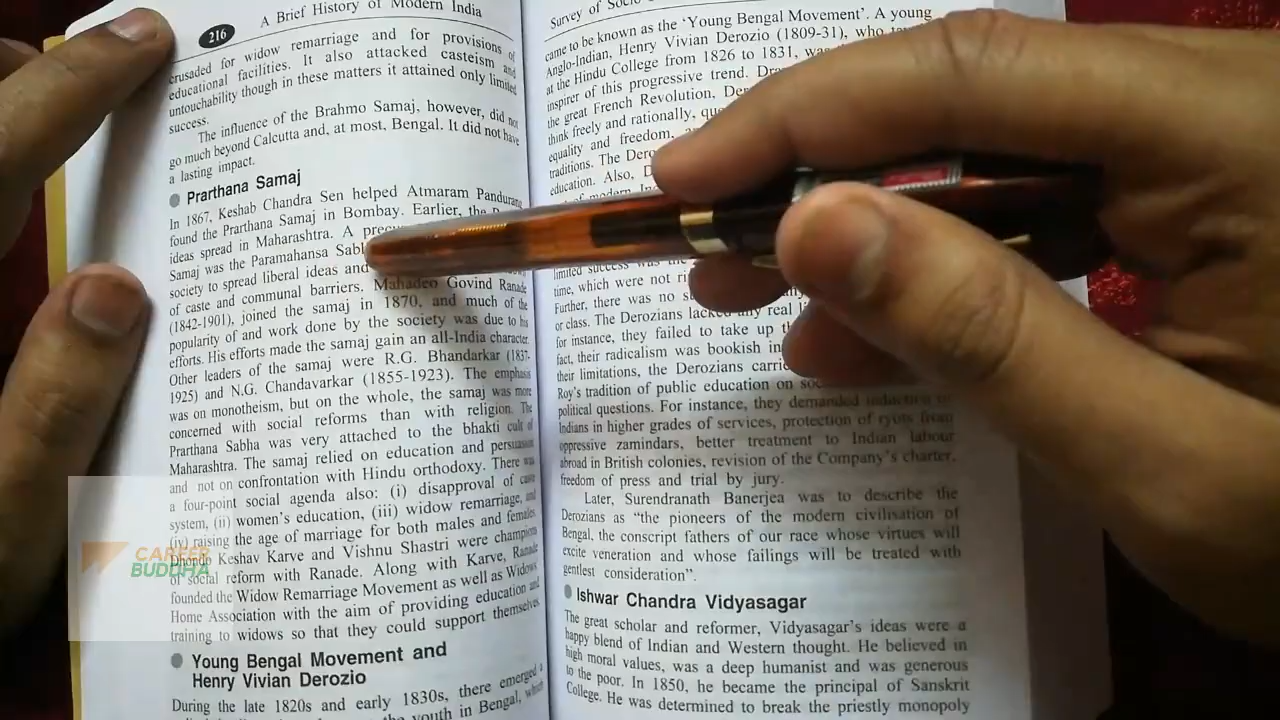 216
A Brief History of Modern India
crusaded for widow remarriage and for provisions of
educational facilities. It also attacked casteism and
untouchability though in these matters it attained only limited
success.
The influence of the Brahmo Samaj, however, did not
go much beyond Calcutta and, at most, Bengal. It did not have
a lasting impact.
Prarthana Samaj
In 1867, Keshab Chandra Sen helped Atmaram Pandurang
found the Prarthana Samaj in Bombay. Earlier, the
ideas spread in Maharashtra. A
Samaj was the Paramahansa
society to spread liberal ideas and
of caste and communal barriers. Mahadeo Govind Ranade
(1842-1901), joined the samaj in 1870, and much of the
popularity of and work done by the society was due to his
efforts. His efforts made the samaj gain an all-India character.
Other leaders of the samaj were R.G. Bhandarkar (1837-
1925) and N.G. Chandavarkar (1855-1923). The emphasis
was on monotheism, but on the whole, the samaj was more
concerned with social reforms than with religion. The
Prarthana Sabha was very attached to the bhakti cult of
Maharashtra. The samaj relied on education and persuasion
and not on confrontation with Hindu orthodoxy. There was
a four-point social agenda also: (i) disapproval of caste
system, (ii) women's education, (iii) widow remarriage, and
(iv) raising the age of marriage for both males and females.
Dhondo Keshav Karve and Vishnu Shastri were champions
of social reform with Ranade. Along with Karve, Ranade
founded the Widow Remarriage Movement as well as Widows
Home Association with the aim of providing education and
training to widows so that they could support themselves.
Young Bengal Movement and
Henry Vivian Derozio
During the late 1820s and early 1830s, there emerged a
the youth in Bengal, which
Survey of Socio
came to be known as the 'Young Bengal Movement'. A young
Anglo-Indian, Henry Vivian Derozio (1809-31), who
at the Hindu College from 1826 to 1831, was
inspirer of this progressive trend.
the great French Revolution,
think freely and rationally,
equality and freedom,
traditions. The
education. Also,
of modern
limited success was the
time, which were not
Further, there was no
or class. The Derozians lacked any real
for instance, they failed to take up
fact, their radicalism was bookish in
their limitations, the Derozians
Roy's tradition of public education on
political questions. For instance, they demanded induction of
Indians in higher grades of services, protection of ryots from
oppressive zamindars, better treatment to Indian labour
abroad in British colonies, revision of the Company's charter,
freedom of press and trial by jury.
Later, Surendranath Banerjea was to describe the
Derozians as "the pioneers of the modern civilisation of
Bengal, the conscript fathers of our race whose virtues will
excite veneration and whose failings will be treated with
gentlest consideration".
Ishwar Chandra Vidyasagar
The great scholar and reformer, Vidyasagar's ideas were a
happy blend of Indian and Western thought. He believed in
high moral values, was a deep humanist and was generous
to the poor. In 1850, he became the principal of Sanskrit
College. He was determined to break the priestly monopoly
CAREER
BUDDHA